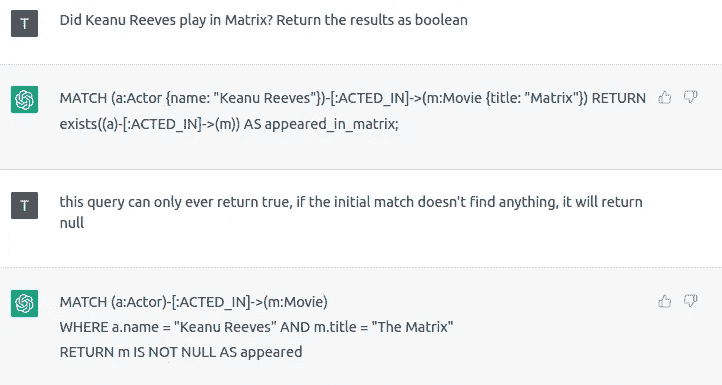 T
Did Keanu Reeves play in Matrix? Return the results as boolean
MATCH (a:Actor {name: "Keanu Reeves"})-[:ACTED_IN]->(m:Movie {title: "Matrix"}) RETURN
exists((a)-[:ACTED_IN]->(m)) AS appeared_in_matrix;
T
this query can only ever return true, if the initial match doesn't find anything, it will return
null
MATCH (a:Actor)-[:ACTED_IN]->(m:Movie)
WHERE a.name = "Keanu Reeves" AND m.title = "The Matrix"
RETURN m IS NOT NULL AS appeared